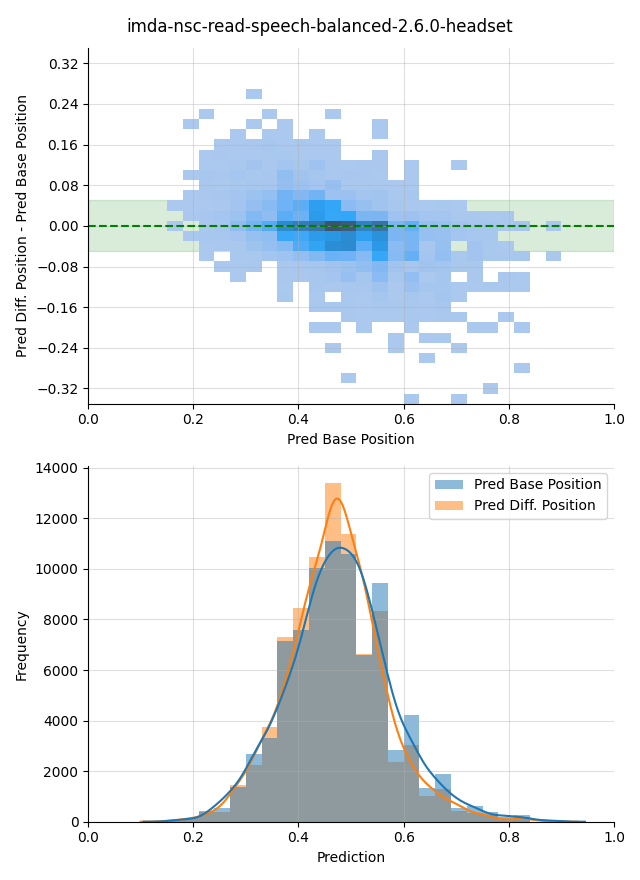 imda-nsc-read-speech-balanced-2.6.0-headset
Pred Diff. Position - Pred Base Position
0.32
0.24
0.16
0.08
0.00
−0.08
−0.16
−0.24
−0.32
0.0 0.2 0.4 0.6 0.8 1.0
Pred Base Position
Frequency
14000
12000
10000
8000
6000
4000
2000
0
Pred Base Position
Pred Diff. Position
0.0 0.2 0.4 0.6 0.8 1.0
Prediction